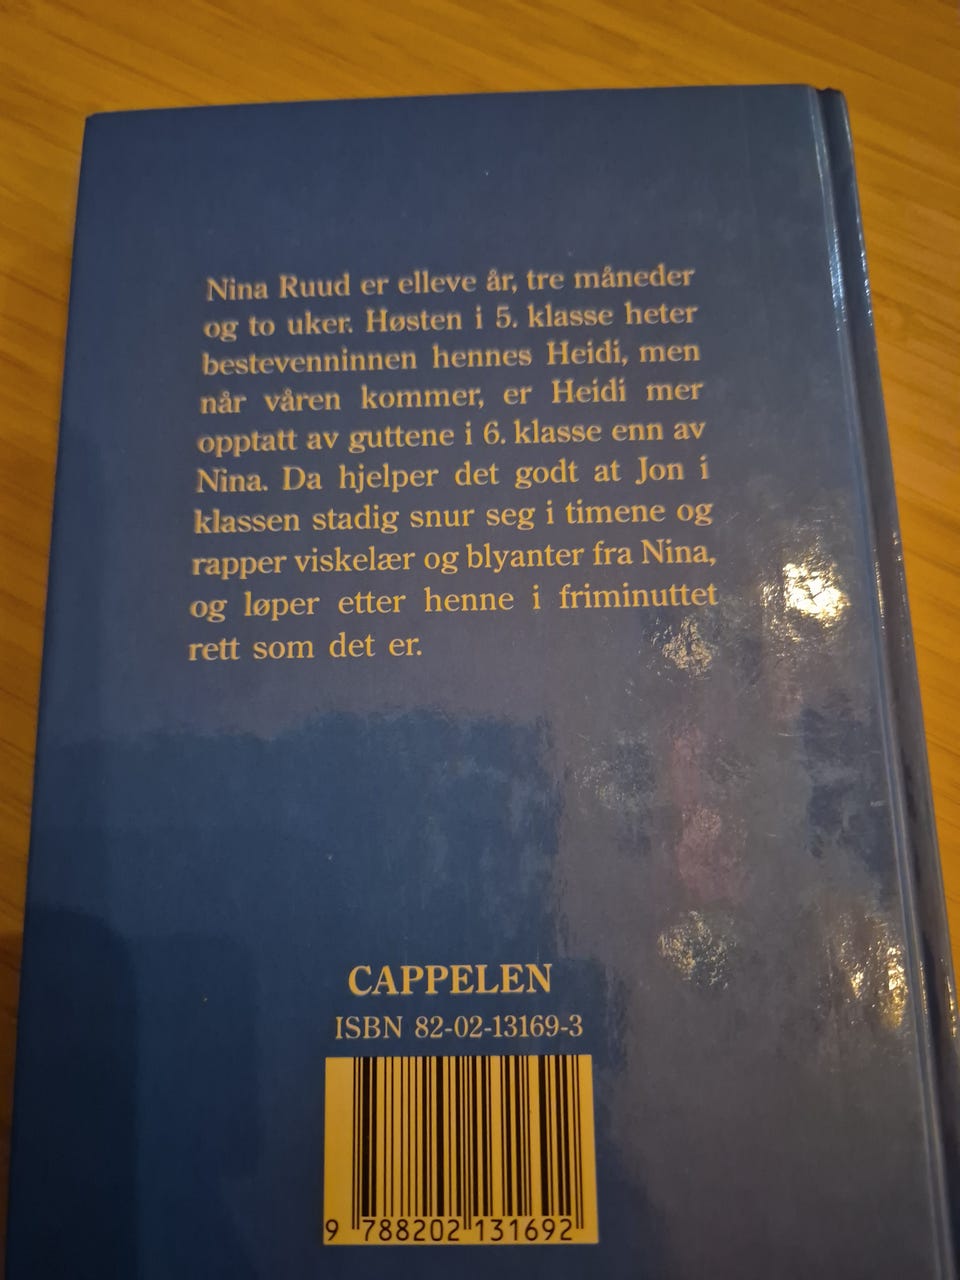 Nina Ruud er elleve år, tre måneder
og to uker. Høsten i 5. klasse heter
bestevenninnen hennes Heidi, men
når våren kommer, er Heidi mer
opptatt av guttene i 6. klasse enn av
Nina. Da hjelper det godt at Jon i
klassen stadig snur seg i timene og
rapper viskelær og blyanter fra Nina,
og løper etter henne i friminuttet
rett som det er.
CAPPELEN
ISBN 82-02-13169-3
9 788202 131692